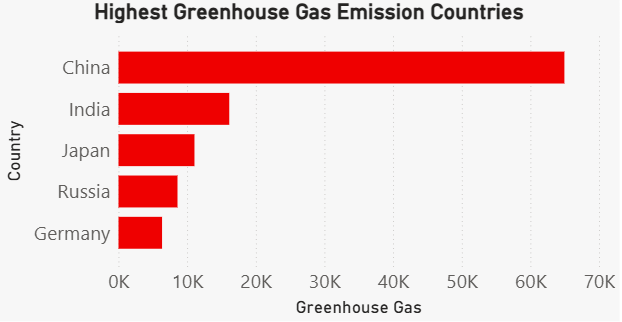 Highest Greenhouse Gas Emission Countries
Country
China
India
Japan
Russia
Germany
0K 10K 20K 30K 40K 50K 60K 70K
Greenhouse Gas